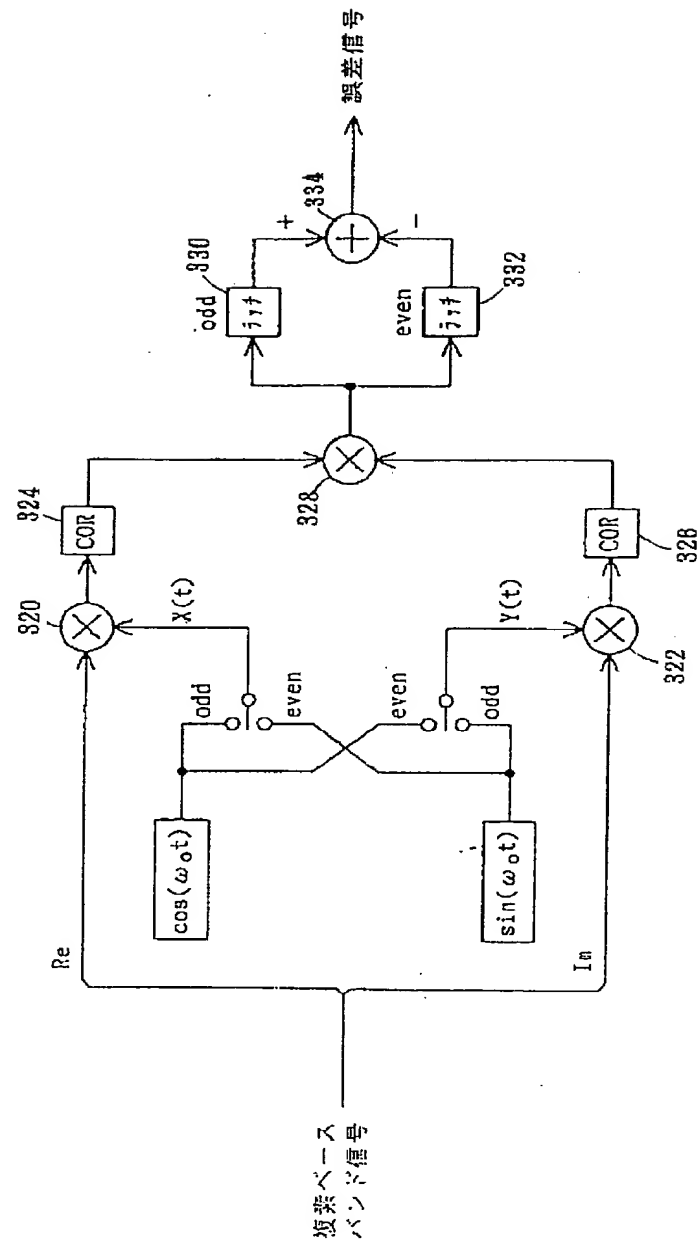 複素ベース
バンド信号
Re
Im
cos(ω₀t)
sin(ω₀t)
odd
even
even
odd
X(t)
Y(t)
320
322
COR
324
COR
326
328
odd
ラッチ
330
even
ラッチ
332
+
-
334
誤差信号